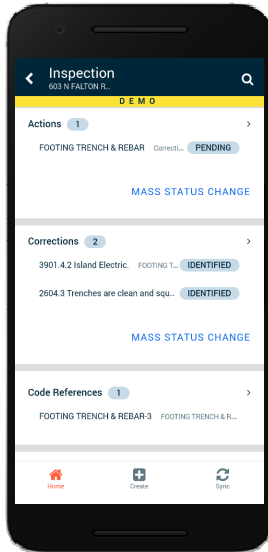 Inspection
603 N FALTON R..
DEMO
Actions 1
FOOTING TRENCH & REBAR Correcti... PENDING
MASS STATUS CHANGE
Corrections 2
3901.4.2 Island Electric. FOOTING T... IDENTIFIED
2604.3 Trenches are clean and squ... IDENTIFIED
MASS STATUS CHANGE
Code References 1
FOOTING TRENCH & REBAR-3 FOOTING TRENCH & R...
Home Create Sync